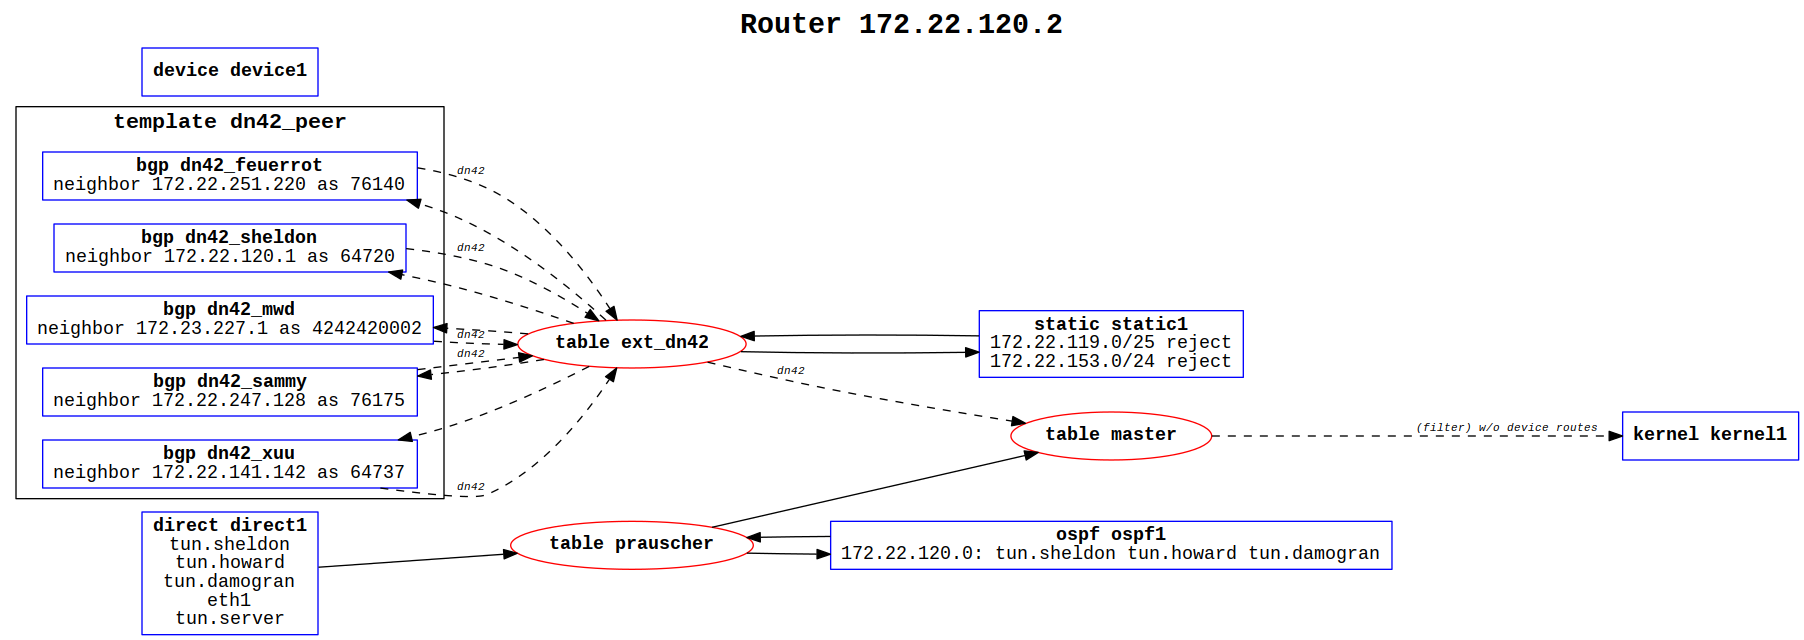 Router 172.22.120.2
device device1
template dn42_peer
bgp dn42_feuerrot
neighbor 172.22.251.220 as 76140
dn42
bgp dn42_sheldon
neighbor 172.22.120.1 as 64720
dn42
bgp dn42_mwd
neighbor 172.23.227.1 as 4242420002
dn42
bgp dn42_sammy
neighbor 172.22.247.128 as 76175
dn42
bgp dn42_xuu
neighbor 172.22.141.142 as 64737
dn42
direct direct1
tun.sheldon
tun.howard
tun.damogran
eth1
tun.server
table ext_dn42
static static1
172.22.119.0/25 reject
172.22.153.0/24 reject
dn42
table master
(filter) w/o device routes
kernel kernel1
table prauscher
ospf ospf1
172.22.120.0: tun.sheldon tun.howard tun.damogran